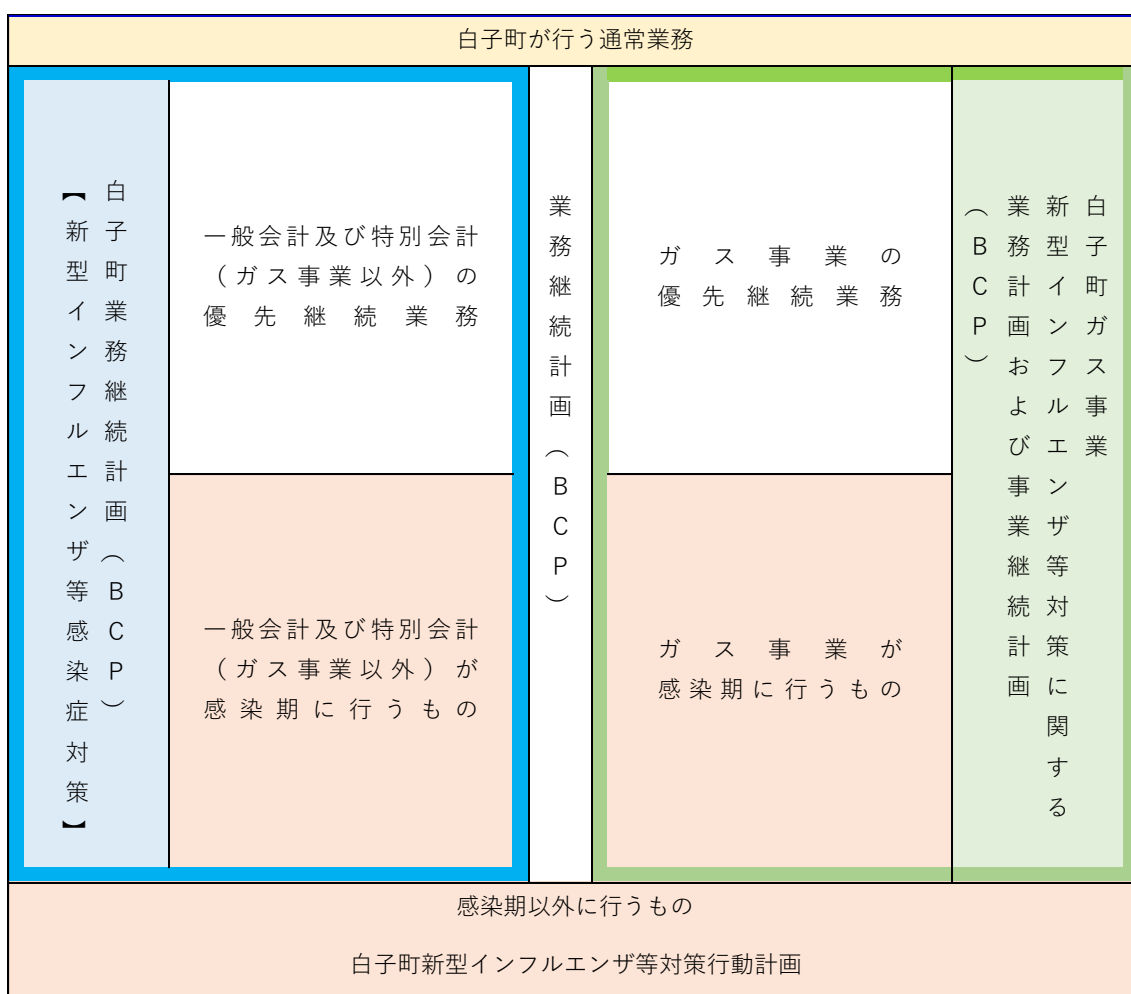 白子町が行う通常業務
白子町業務継続計画（BCP）
【新型インフルエンザ等感染症対策】
一般会計及び特別会計
（ガス事業以外）の
優先継続業務
業務継続計画（BCP）
ガス事業の
優先継続業務
白子町ガス事業
新型インフルエンザ等対策に関する
業務計画および事業継続計画
（BCP）
一般会計及び特別会計
（ガス事業以外）が
感染期に行うもの
ガス事業が
感染期に行うもの
感染期以外に行うもの
白子町新型インフルエンザ等対策行動計画